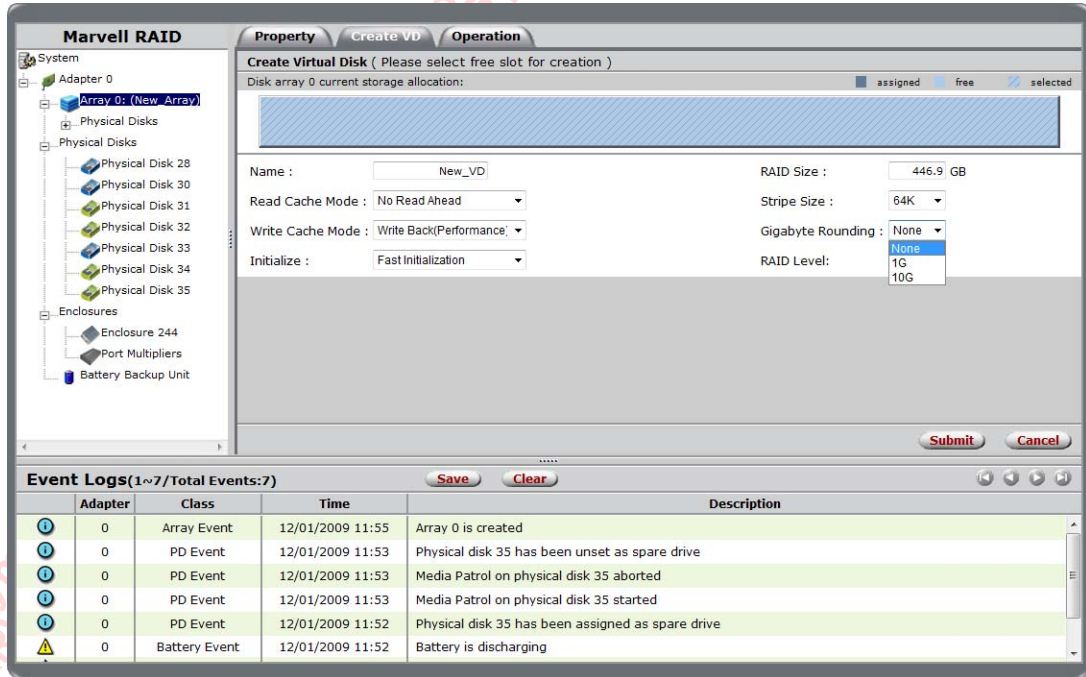 Marvell RAID
System
Adapter 0
Array 0: (New_Array)
Physical Disks
Physical Disks
Physical Disk 28
Physical Disk 30
Physical Disk 31
Physical Disk 32
Physical Disk 33
Physical Disk 34
Physical Disk 35
Enclosures
Enclosure 244
Port Multipliers
Battery Backup Unit
Property Create VD Operation
Create Virtual Disk ( Please select free slot for creation )
Disk array 0 current storage allocation: assigned free selected
Name : New_VD RAID Size : 446.9 GB
Read Cache Mode : No Read Ahead Stripe Size : 64K
Write Cache Mode : Write Back(Performance) Gigabyte Rounding : None
None
Initialize : Fast Initialization RAID Level: 1G
10G
Submit Cancel
Event Logs(1~7/Total Events:7) Save Clear
Adapter Class Time Description
0 Array Event 12/01/2009 11:55 Array 0 is created
0 PD Event 12/01/2009 11:53 Physical disk 35 has been unset as spare drive
0 PD Event 12/01/2009 11:53 Media Patrol on physical disk 35 aborted
0 PD Event 12/01/2009 11:53 Media Patrol on physical disk 35 started
0 PD Event 12/01/2009 11:52 Physical disk 35 has been assigned as spare drive
0 Battery Event 12/01/2009 11:52 Battery is discharging